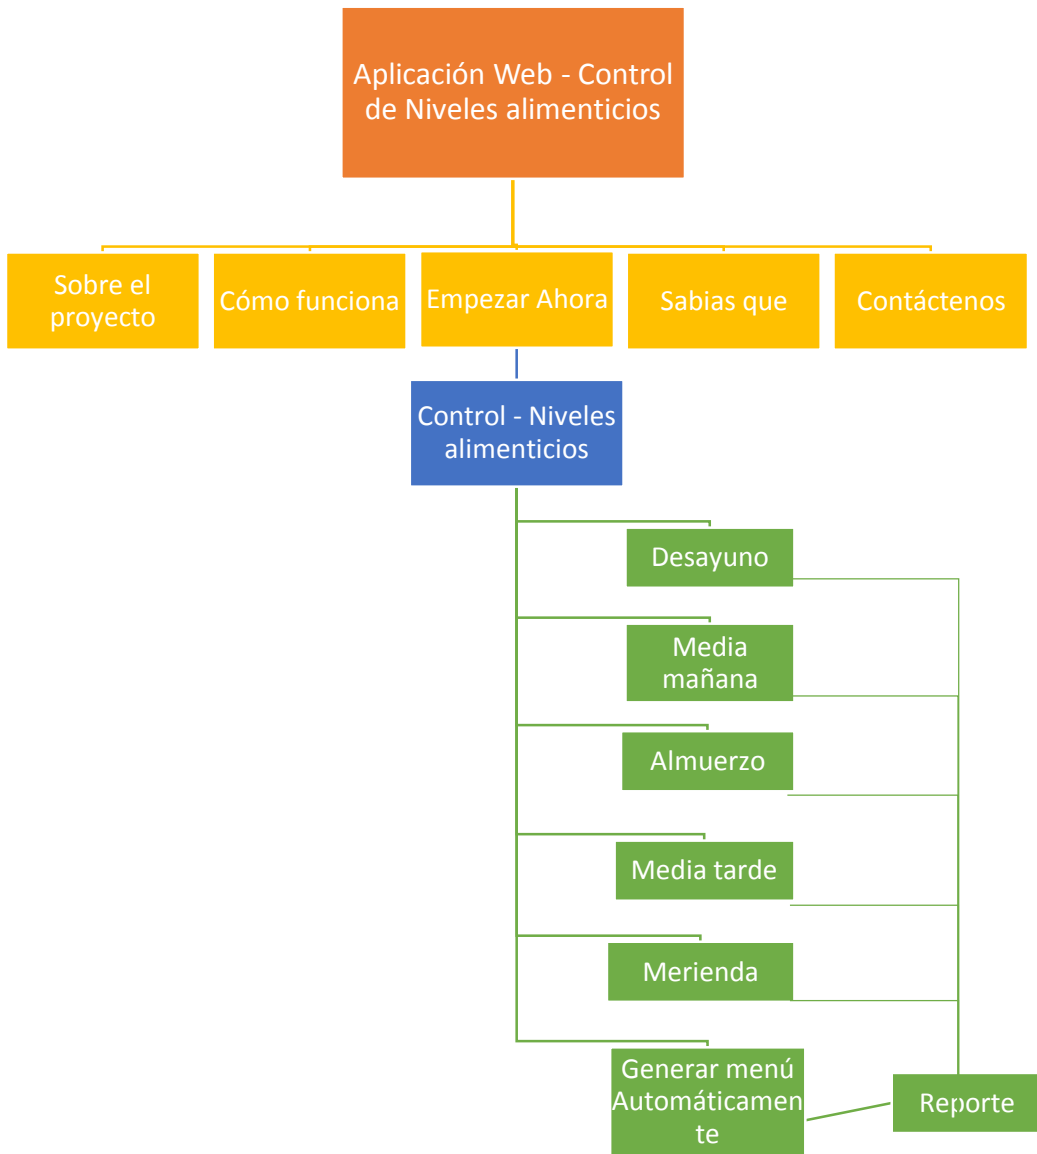 Aplicación Web - Control
de Niveles alimenticios
Sobre el
proyecto
Cómo funciona
Empezar Ahora
Sabias que
Contáctenos
Control - Niveles
alimenticios
Desayuno
Media
mañana
Almuerzo
Media tarde
Merienda
Generar menú
Automáticamen
te
Reporte